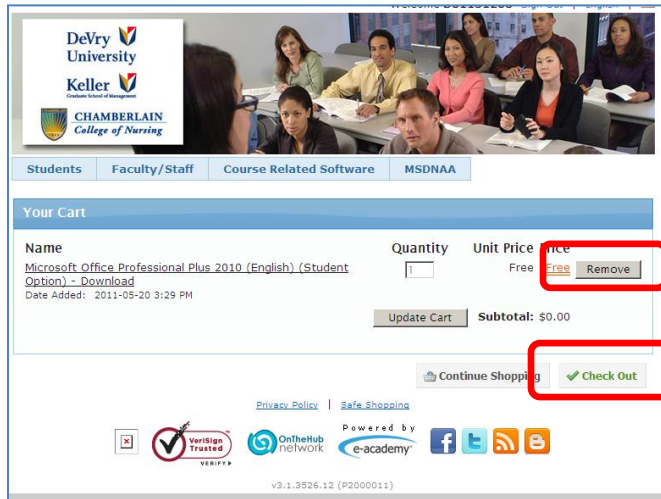 DeVry
University
Keller
Graduate School of Management
CHAMBERLAIN
College of Nursing
Students Faculty/Staff Course Related Software MSDNAA
Your Cart
Name Quantity Unit Price Price
Microsoft Office Professional Plus 2010 (English) (Student
Option) - Download
1 Free Free Remove
Date Added: 2011-05-20 3:29 PM
Update Cart Subtotal: $0.00
Continue Shopping Check Out
Privacy Policy | Safe Shopping
VeriSign
Trusted
VERIFY
OnTheHub
network
Powered by
e-academy
v3.1.3526.12 (P2000011)